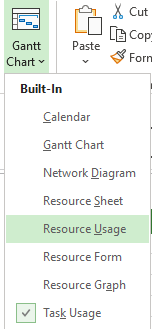 Gantt
Chart
Paste
Cut
Copy
Built-In
Calendar
Gantt Chart
Network Diagram
Resource Sheet
Resource Usage
Resource Form
Resource Graph
Task Usage